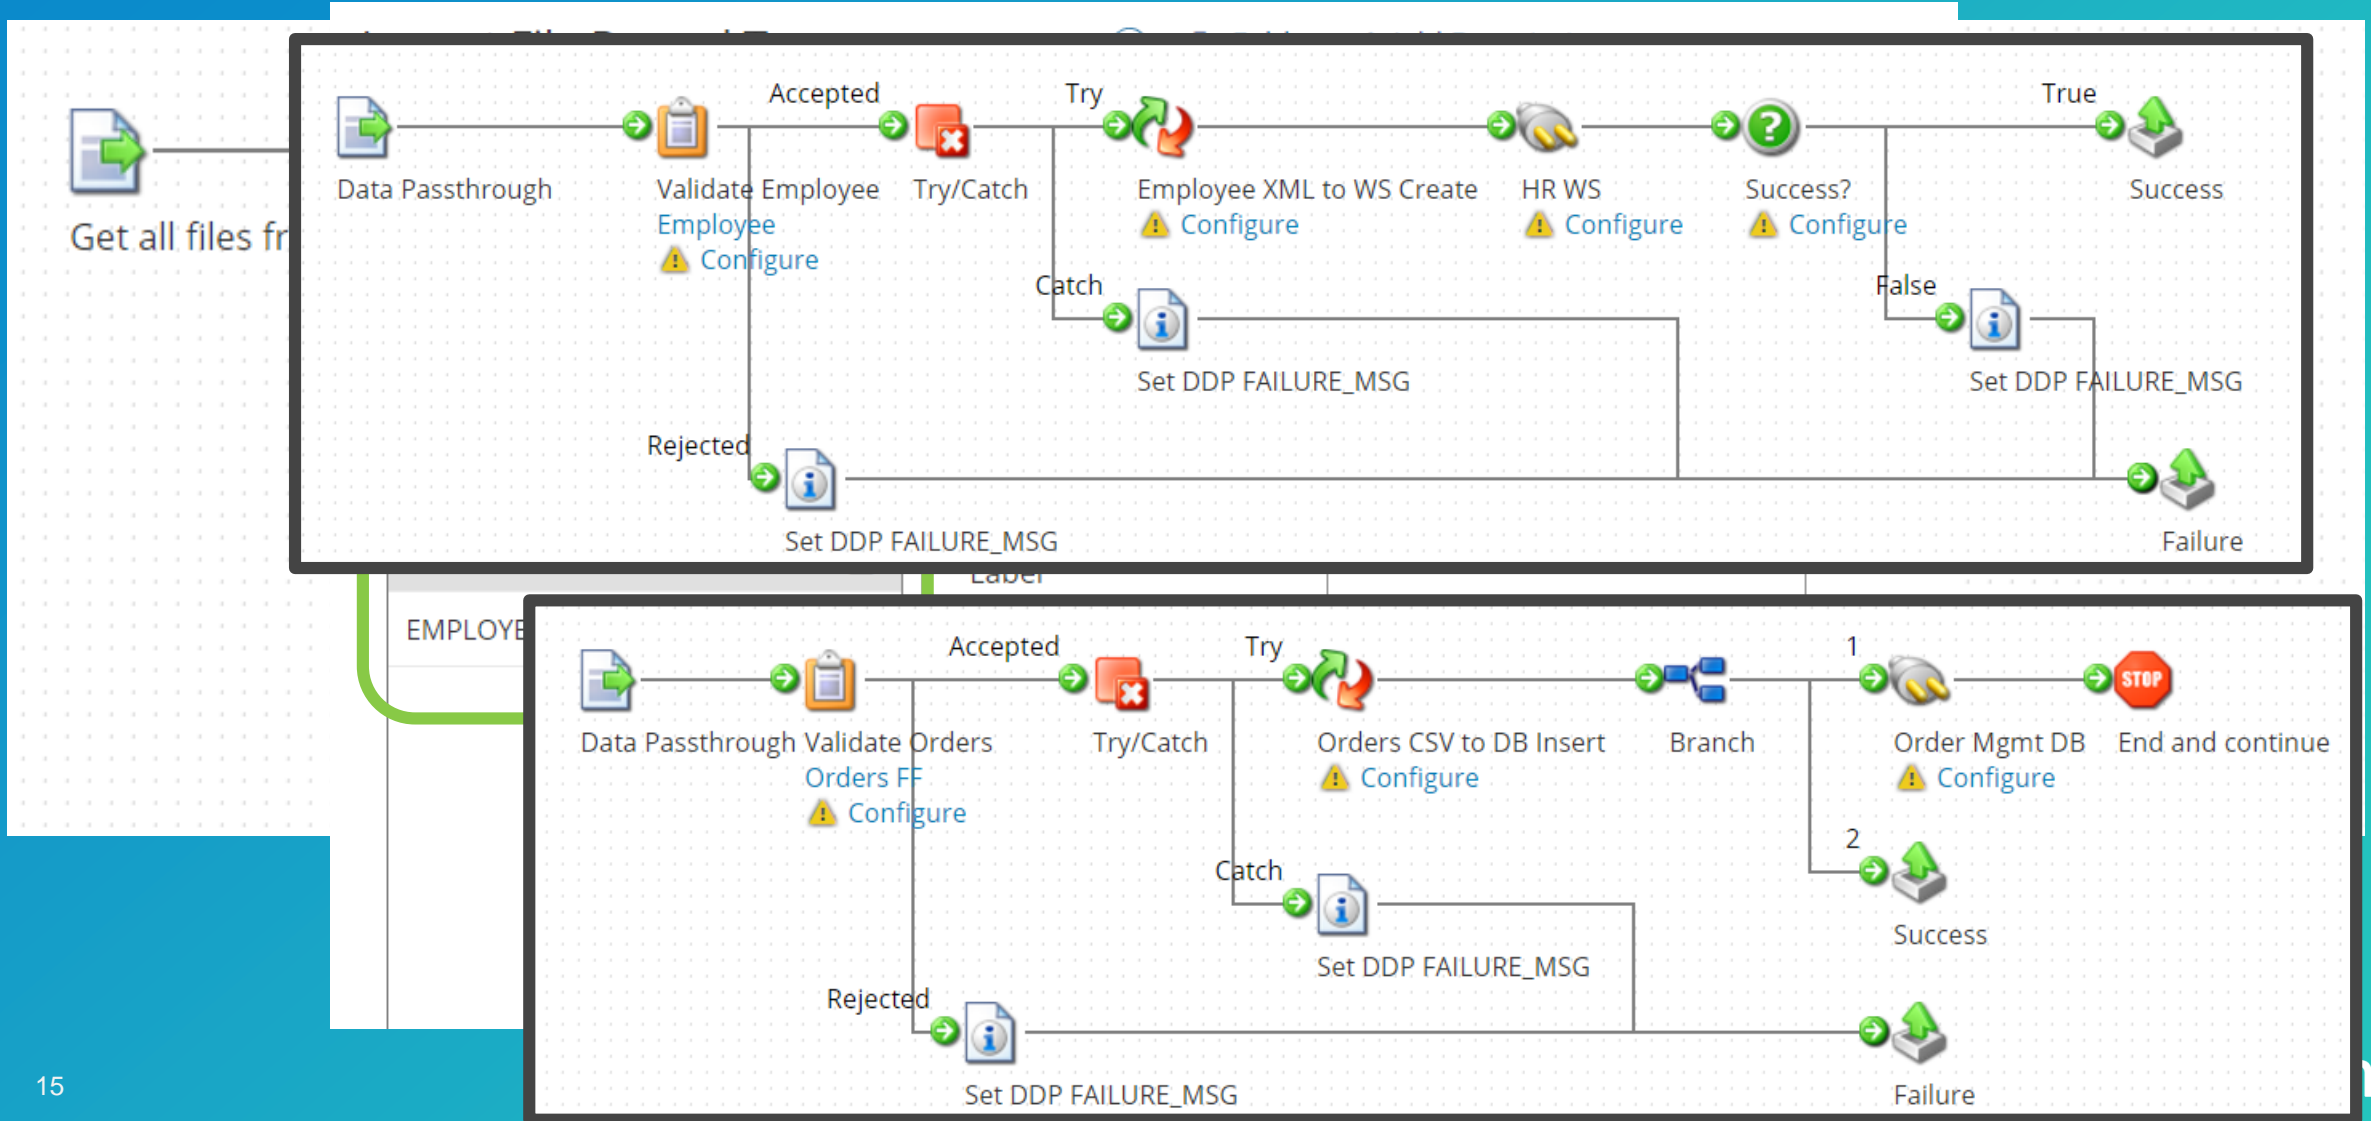 Accepted
Try
True
Data Passthrough
Validate Employee
Try/Catch
Employee XML to WS Create
HR WS
Success?
Success
Employee
Configure
Configure
Configure
Configure
Get all files fr
Catch
False
Set DDP FAILURE_MSG
Set DDP FAILURE_MSG
Rejected
Set DDP FAILURE_MSG
Failure
Label
EMPLOYE
Accepted
Try
1
STOP
Data Passthrough
Validate Orders
Try/Catch
Orders CSV to DB Insert
Branch
Order Mgmt DB
End and continue
Orders FF
Configure
Configure
Configure
2
Catch
Success
Set DDP FAILURE_MSG
Rejected
Set DDP FAILURE_MSG
Failure
15